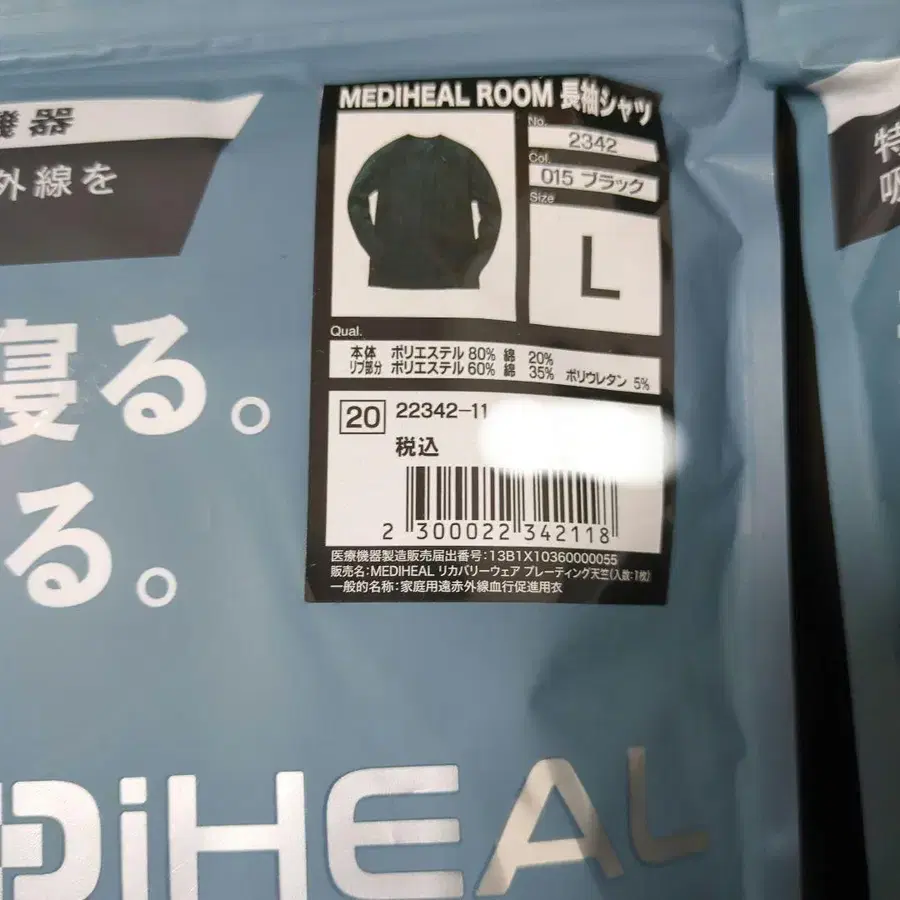 機器
外線を
寝る。
る。
MEDIHEAL ROOM 長袖シャツ
No.
2342
Col.
015 ブラック
Size
L
Qual.
本体 ポリエステル 80% 綿 20%
リブ部分 ポリエステル 60% 綿 35% ポリウレタン 5%
20 22342-11
税込
2 300022 342118
医療機器製造販売届出番号:13B1X10360000055
販売名:MEDIHEAL リカバリーウェア プレーティング天竺(入数:1枚)
一般的名称:家庭用遠赤外線血行促進用衣
特
吸
DiHEAL